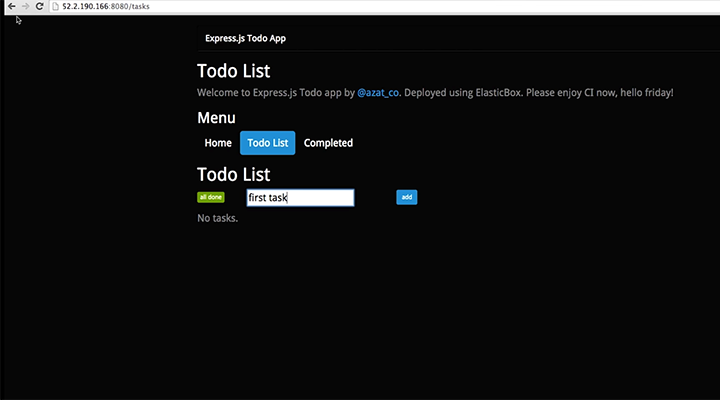 52.2.190.166:8080/tasks
Express.js Todo App
Todo List
Welcome to Express.js Todo app by @azat_co. Deployed using ElasticBox. Please enjoy CI now, hello friday!
Menu
Home Todo List Completed
Todo List
all done first task add
No tasks.